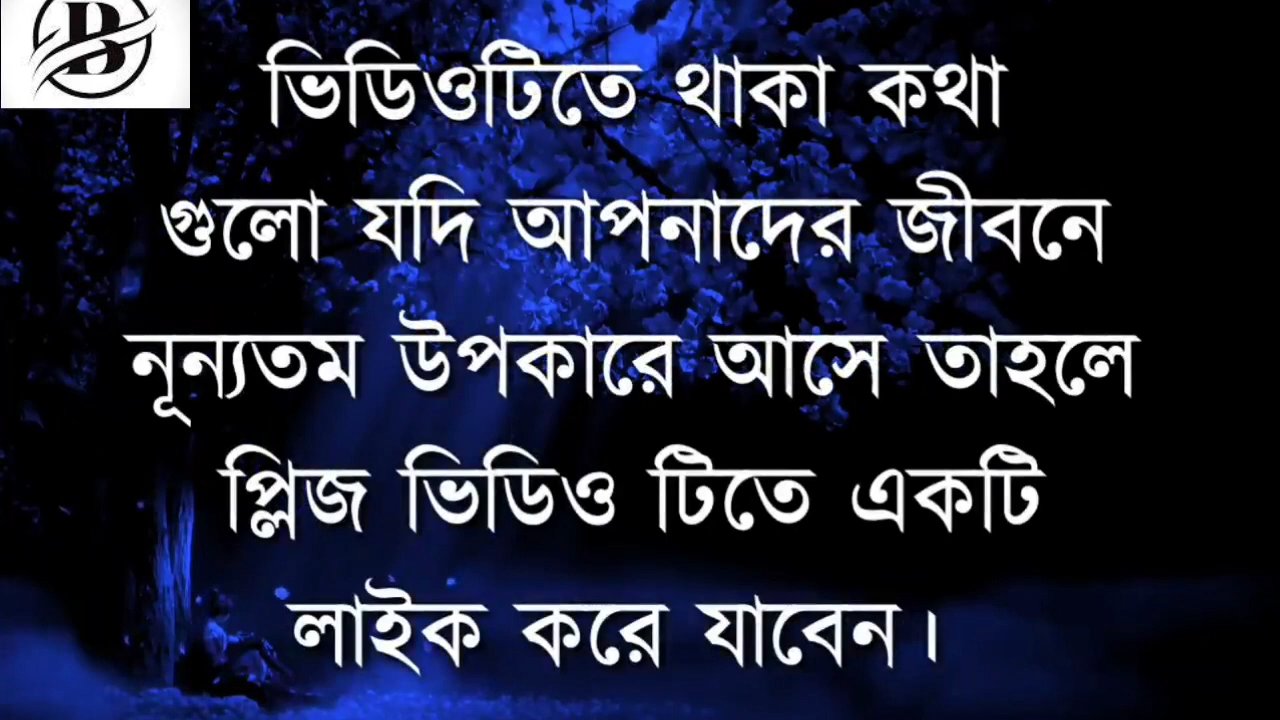 B
ভিডিওটিতে থাকা কথা
গুলো যদি আপনাদের জীবনে
নূন্যতম উপকারে আসে তাহলে
প্লিজ ভিডিও টিতে একটি
লাইক করে যাবেন।